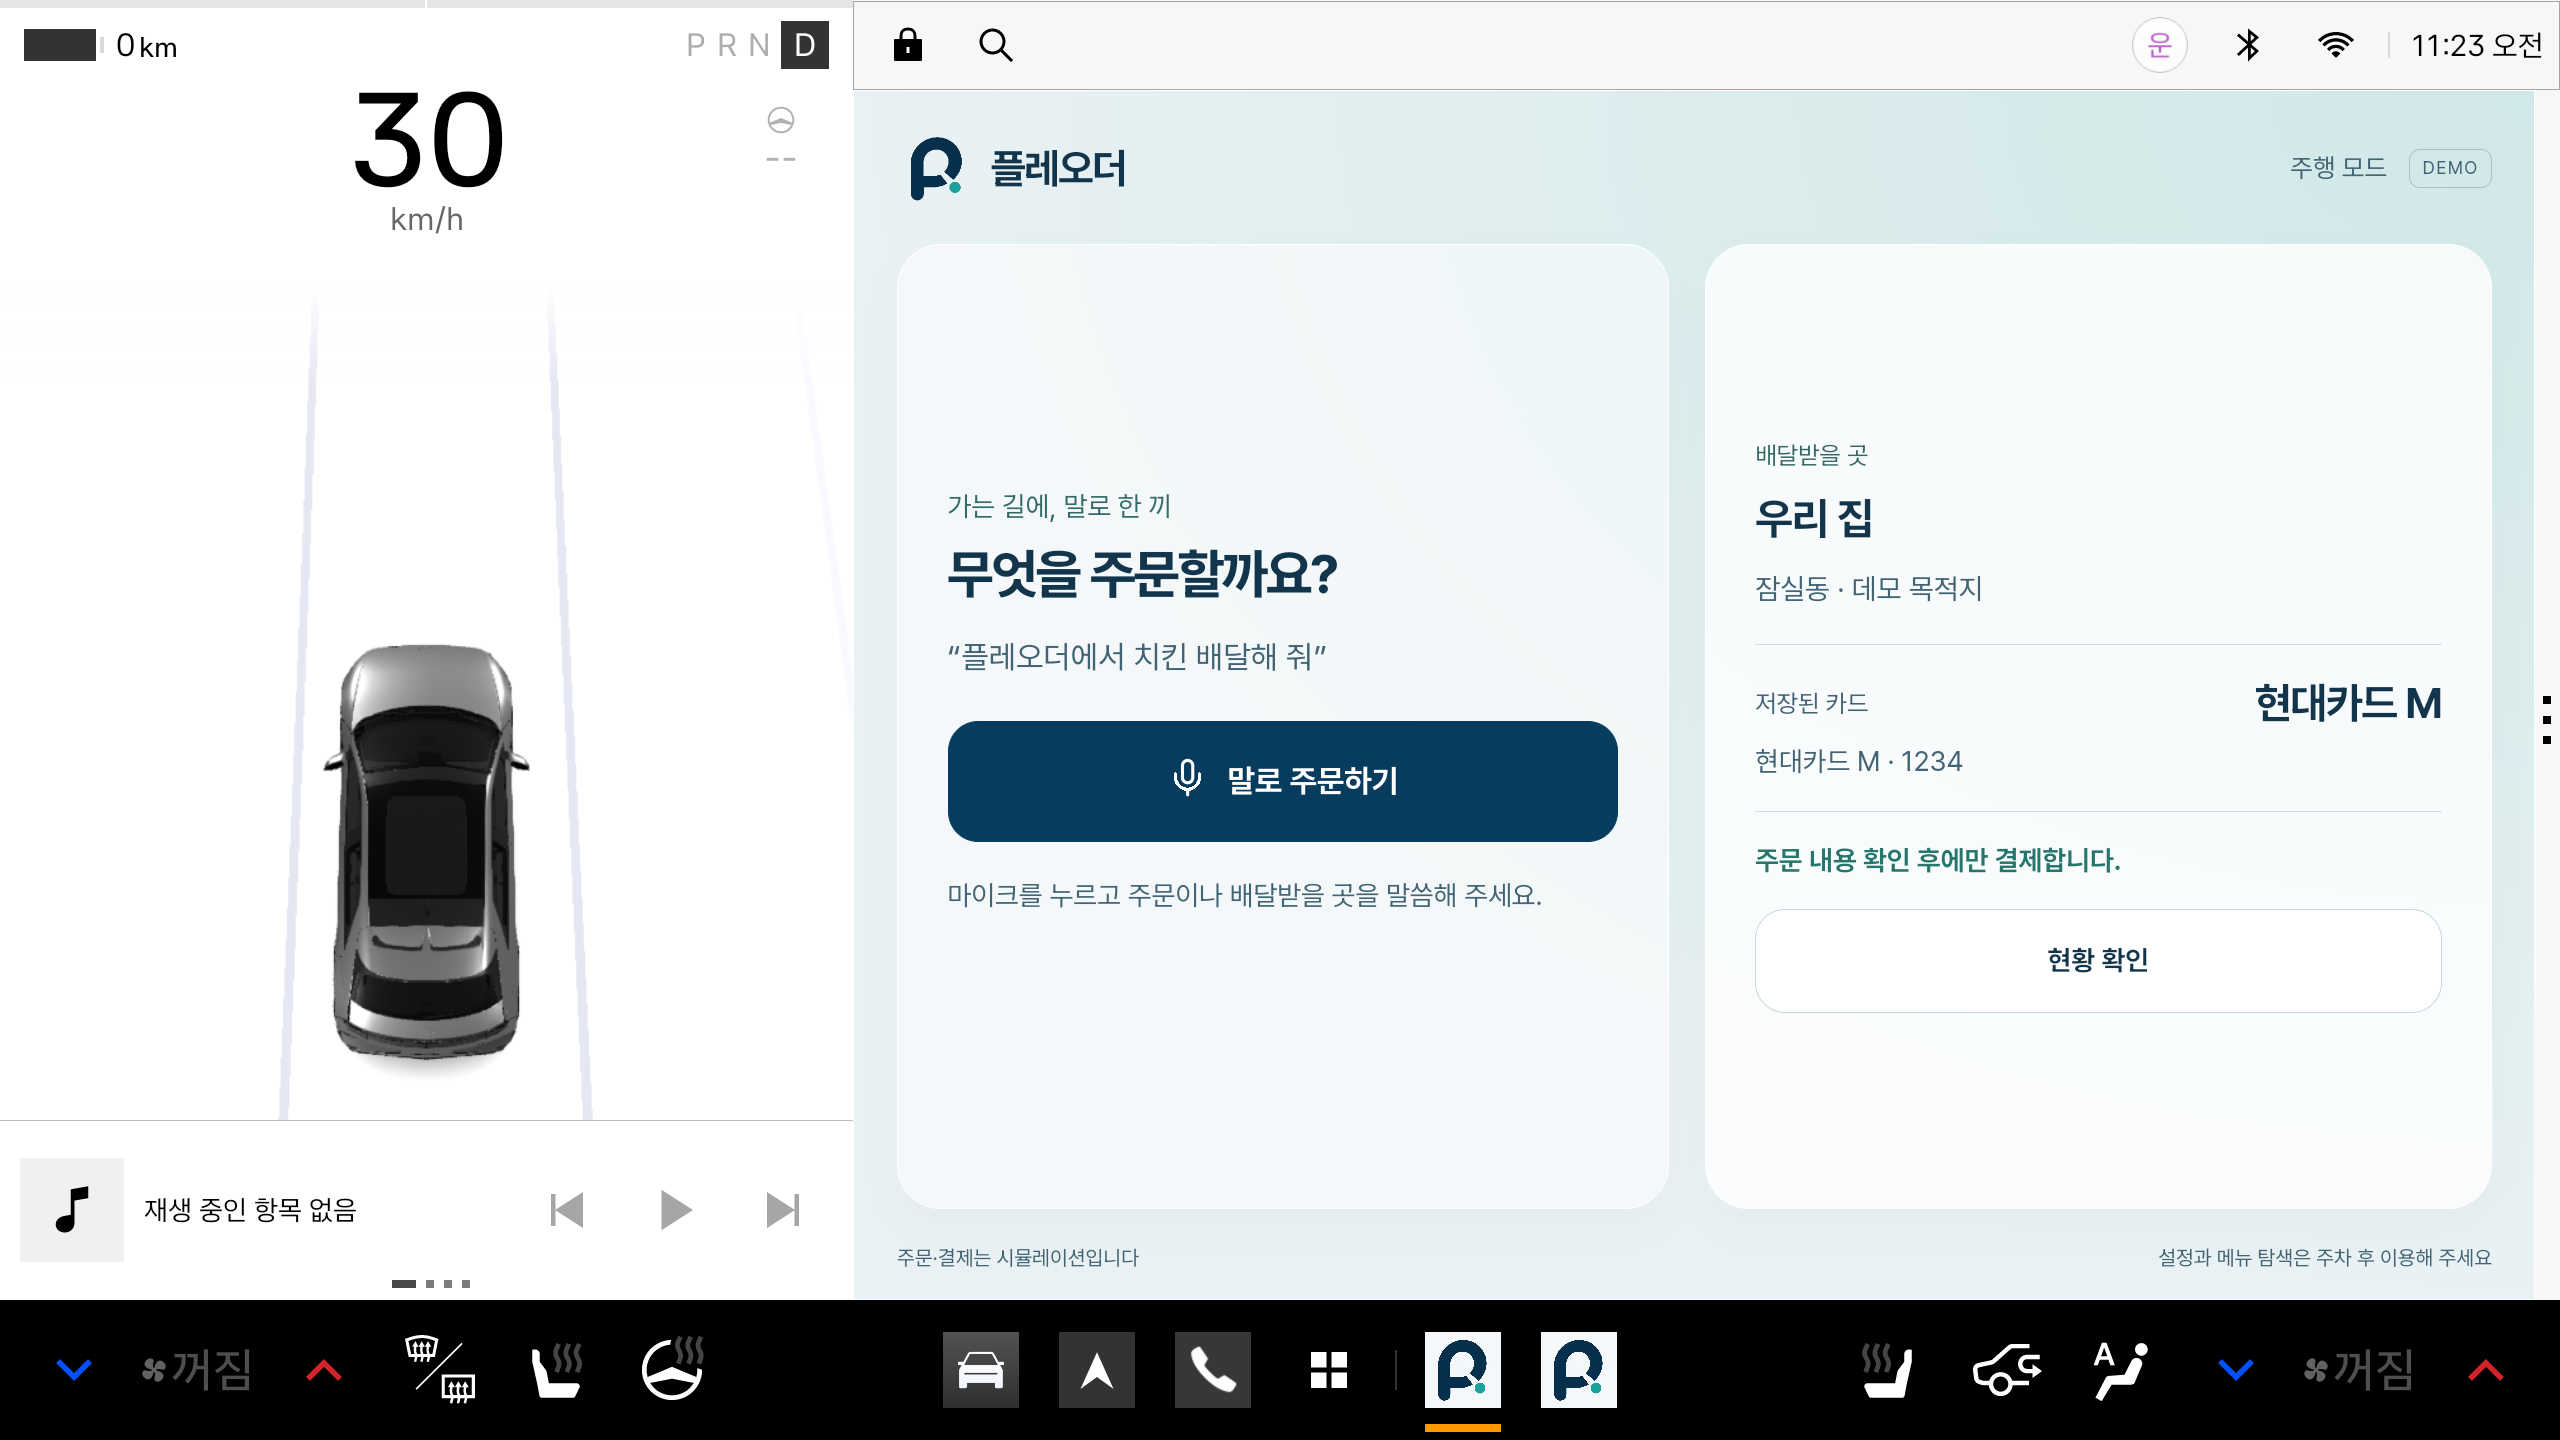 0 km
P R N D
30
km/h
--
재생 중인 항목 없음
운
11:23 오전
플레오더
주행 모드
DEMO
가는 길에, 말로 한 끼
무엇을 주문할까요?
“플레오더에서 치킨 배달해 줘”
말로 주문하기
마이크를 누르고 주문이나 배달받을 곳을 말씀해 주세요.
배달받을 곳
우리 집
잠실동 · 데모 목적지
저장된 카드
현대카드 M
현대카드 M · 1234
주문 내용 확인 후에만 결제합니다.
현황 확인
주문·결제는 시뮬레이션입니다
설정과 메뉴 탐색은 주차 후 이용해 주세요
꺼짐
A
꺼짐